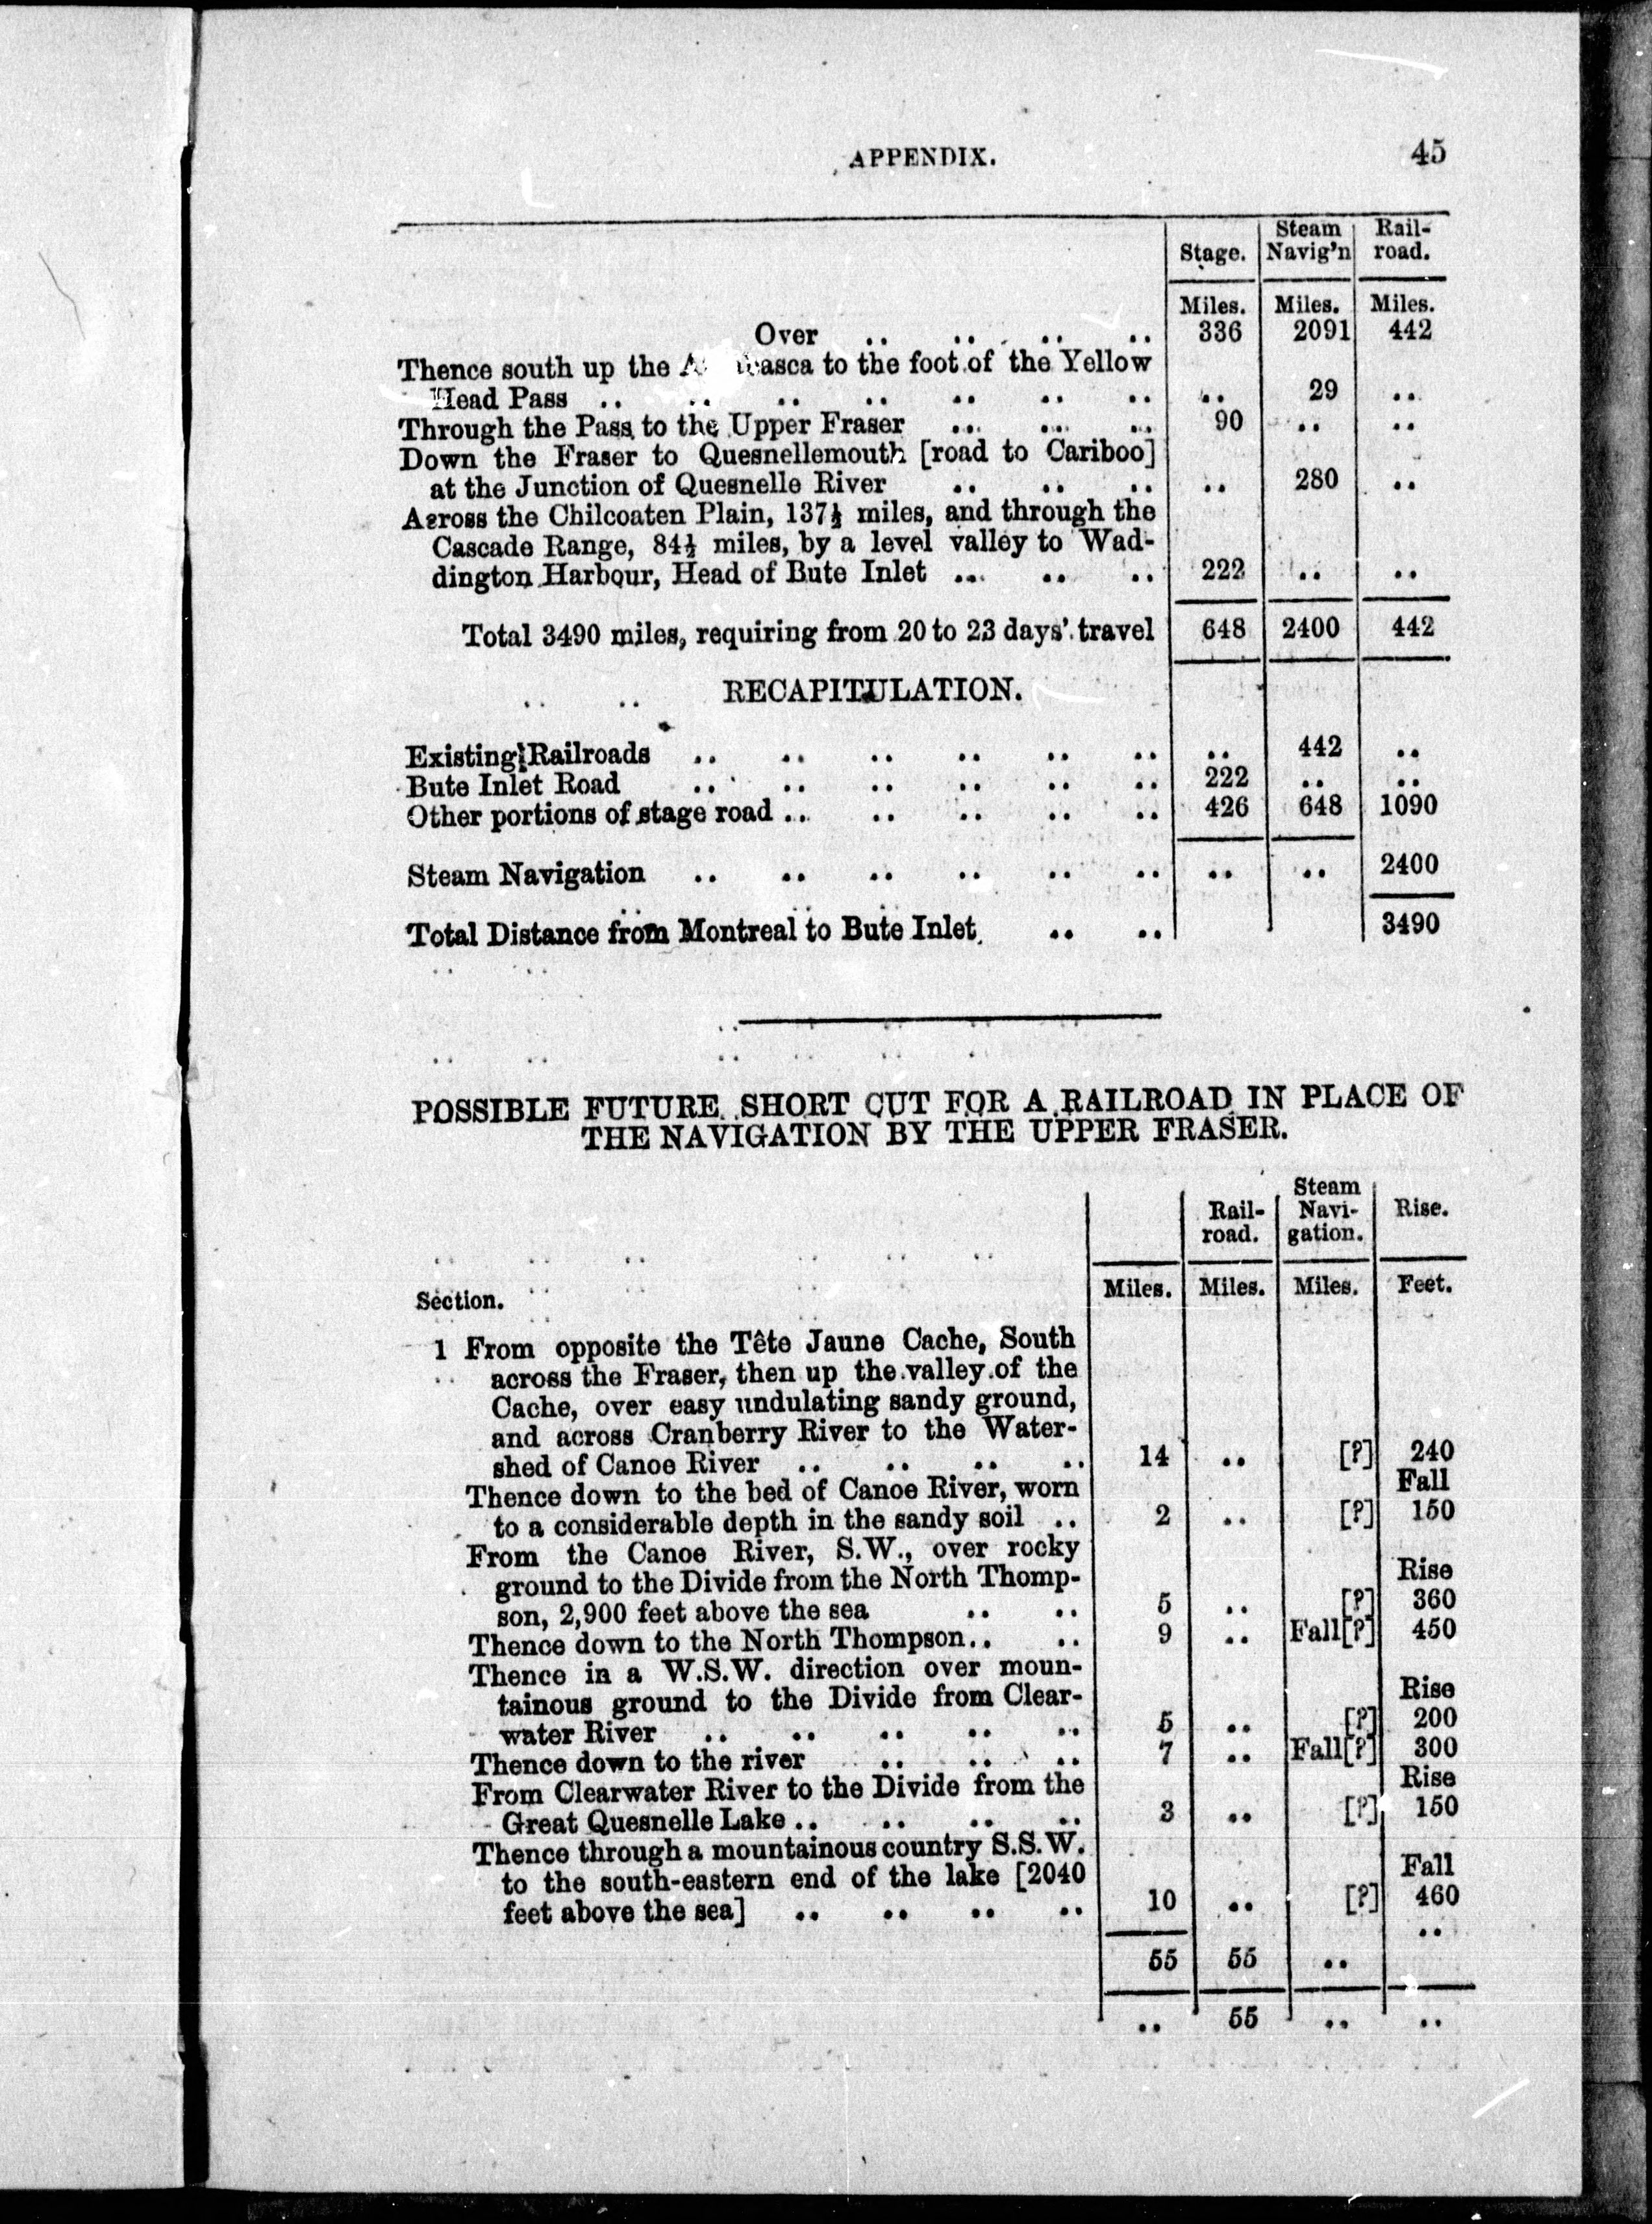 APPENDIX. 45
Stage. Steam Navig'n Rail-road.
Miles. Miles. Miles.
Over .. .. .. .. 336 2091 442
Thence south up the to the foot of the Yellow
Head Pass .. .. .. .. .. .. .. .. 29 ..
Through the Pass to the Upper Fraser .. .. .. 90 .. ..
Down the Fraser to Quesnellemouth [road to Cariboo]
at the Junction of Quesnelle River .. .. .. .. 280 ..
Across the Chilcoaten Plain, 137½ miles, and through the
Cascade Range, 84½ miles, by a level valley to Wad-
dington Harbour, Head of Bute Inlet .. .. .. 222 .. ..
Total 3490 miles, requiring from 20 to 23 days' travel 648 2400 442
RECAPITULATION.
Existing Railroads .. .. .. .. .. .. .. 442 ..
Bute Inlet Road .. .. .. .. .. .. 222 .. ..
Other portions of stage road .. .. .. .. .. 426 648 1090
Steam Navigation .. .. .. .. .. .. .. .. 2400
Total Distance from Montreal to Bute Inlet .. .. 3490
POSSIBLE FUTURE SHORT CUT FOR A RAILROAD IN PLACE OF
THE NAVIGATION BY THE UPPER FRASER.
Rail-road. Steam Navi-gation. Rise.
Section. Miles. Miles. Miles. Feet.
1 From opposite the Tête Jaune Cache, South
across the Fraser, then up the valley of the
Cache, over easy undulating sandy ground,
and across Cranberry River to the Water-
shed of Canoe River .. .. .. .. 14 .. [?] 240
Thence down to the bed of Canoe River, worn Fall
to a considerable depth in the sandy soil .. 2 .. [?] 150
From the Canoe River, S.W., over rocky
ground to the Divide from the North Thomp- Rise
son, 2,900 feet above the sea .. .. 5 .. [?] 360
Thence down to the North Thompson.. .. 9 .. Fall[?] 450
Thence in a W.S.W. direction over moun-
tainous ground to the Divide from Clear- Rise
water River .. .. .. .. .. 5 .. [?] 200
Thence down to the river .. .. .. 7 .. Fall[?] 300
From Clearwater River to the Divide from the Rise
Great Quesnelle Lake .. .. .. .. 3 .. [?] 150
Thence through a mountainous country S.S.W.
to the south-eastern end of the lake [2040 Fall
feet above the sea] .. .. .. .. 10 .. [?] 460
..
55 55 ..
.. 55 .. ..